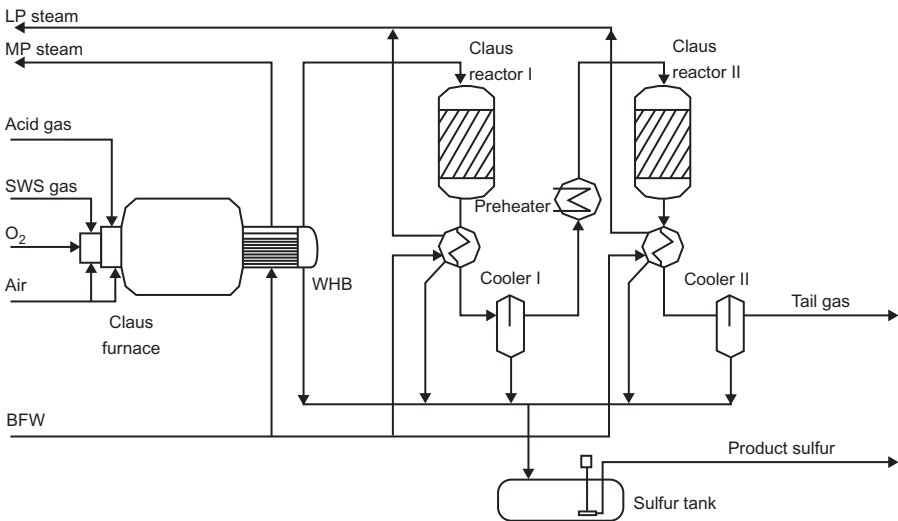 LP steam
MP steam
Claus
reactor I
Claus
reactor II
Acid gas
SWS gas
Preheater
O2
Air
WHB
Cooler I
Cooler II
Tail gas
Claus
furnace
BFW
Product sulfur
Sulfur tank